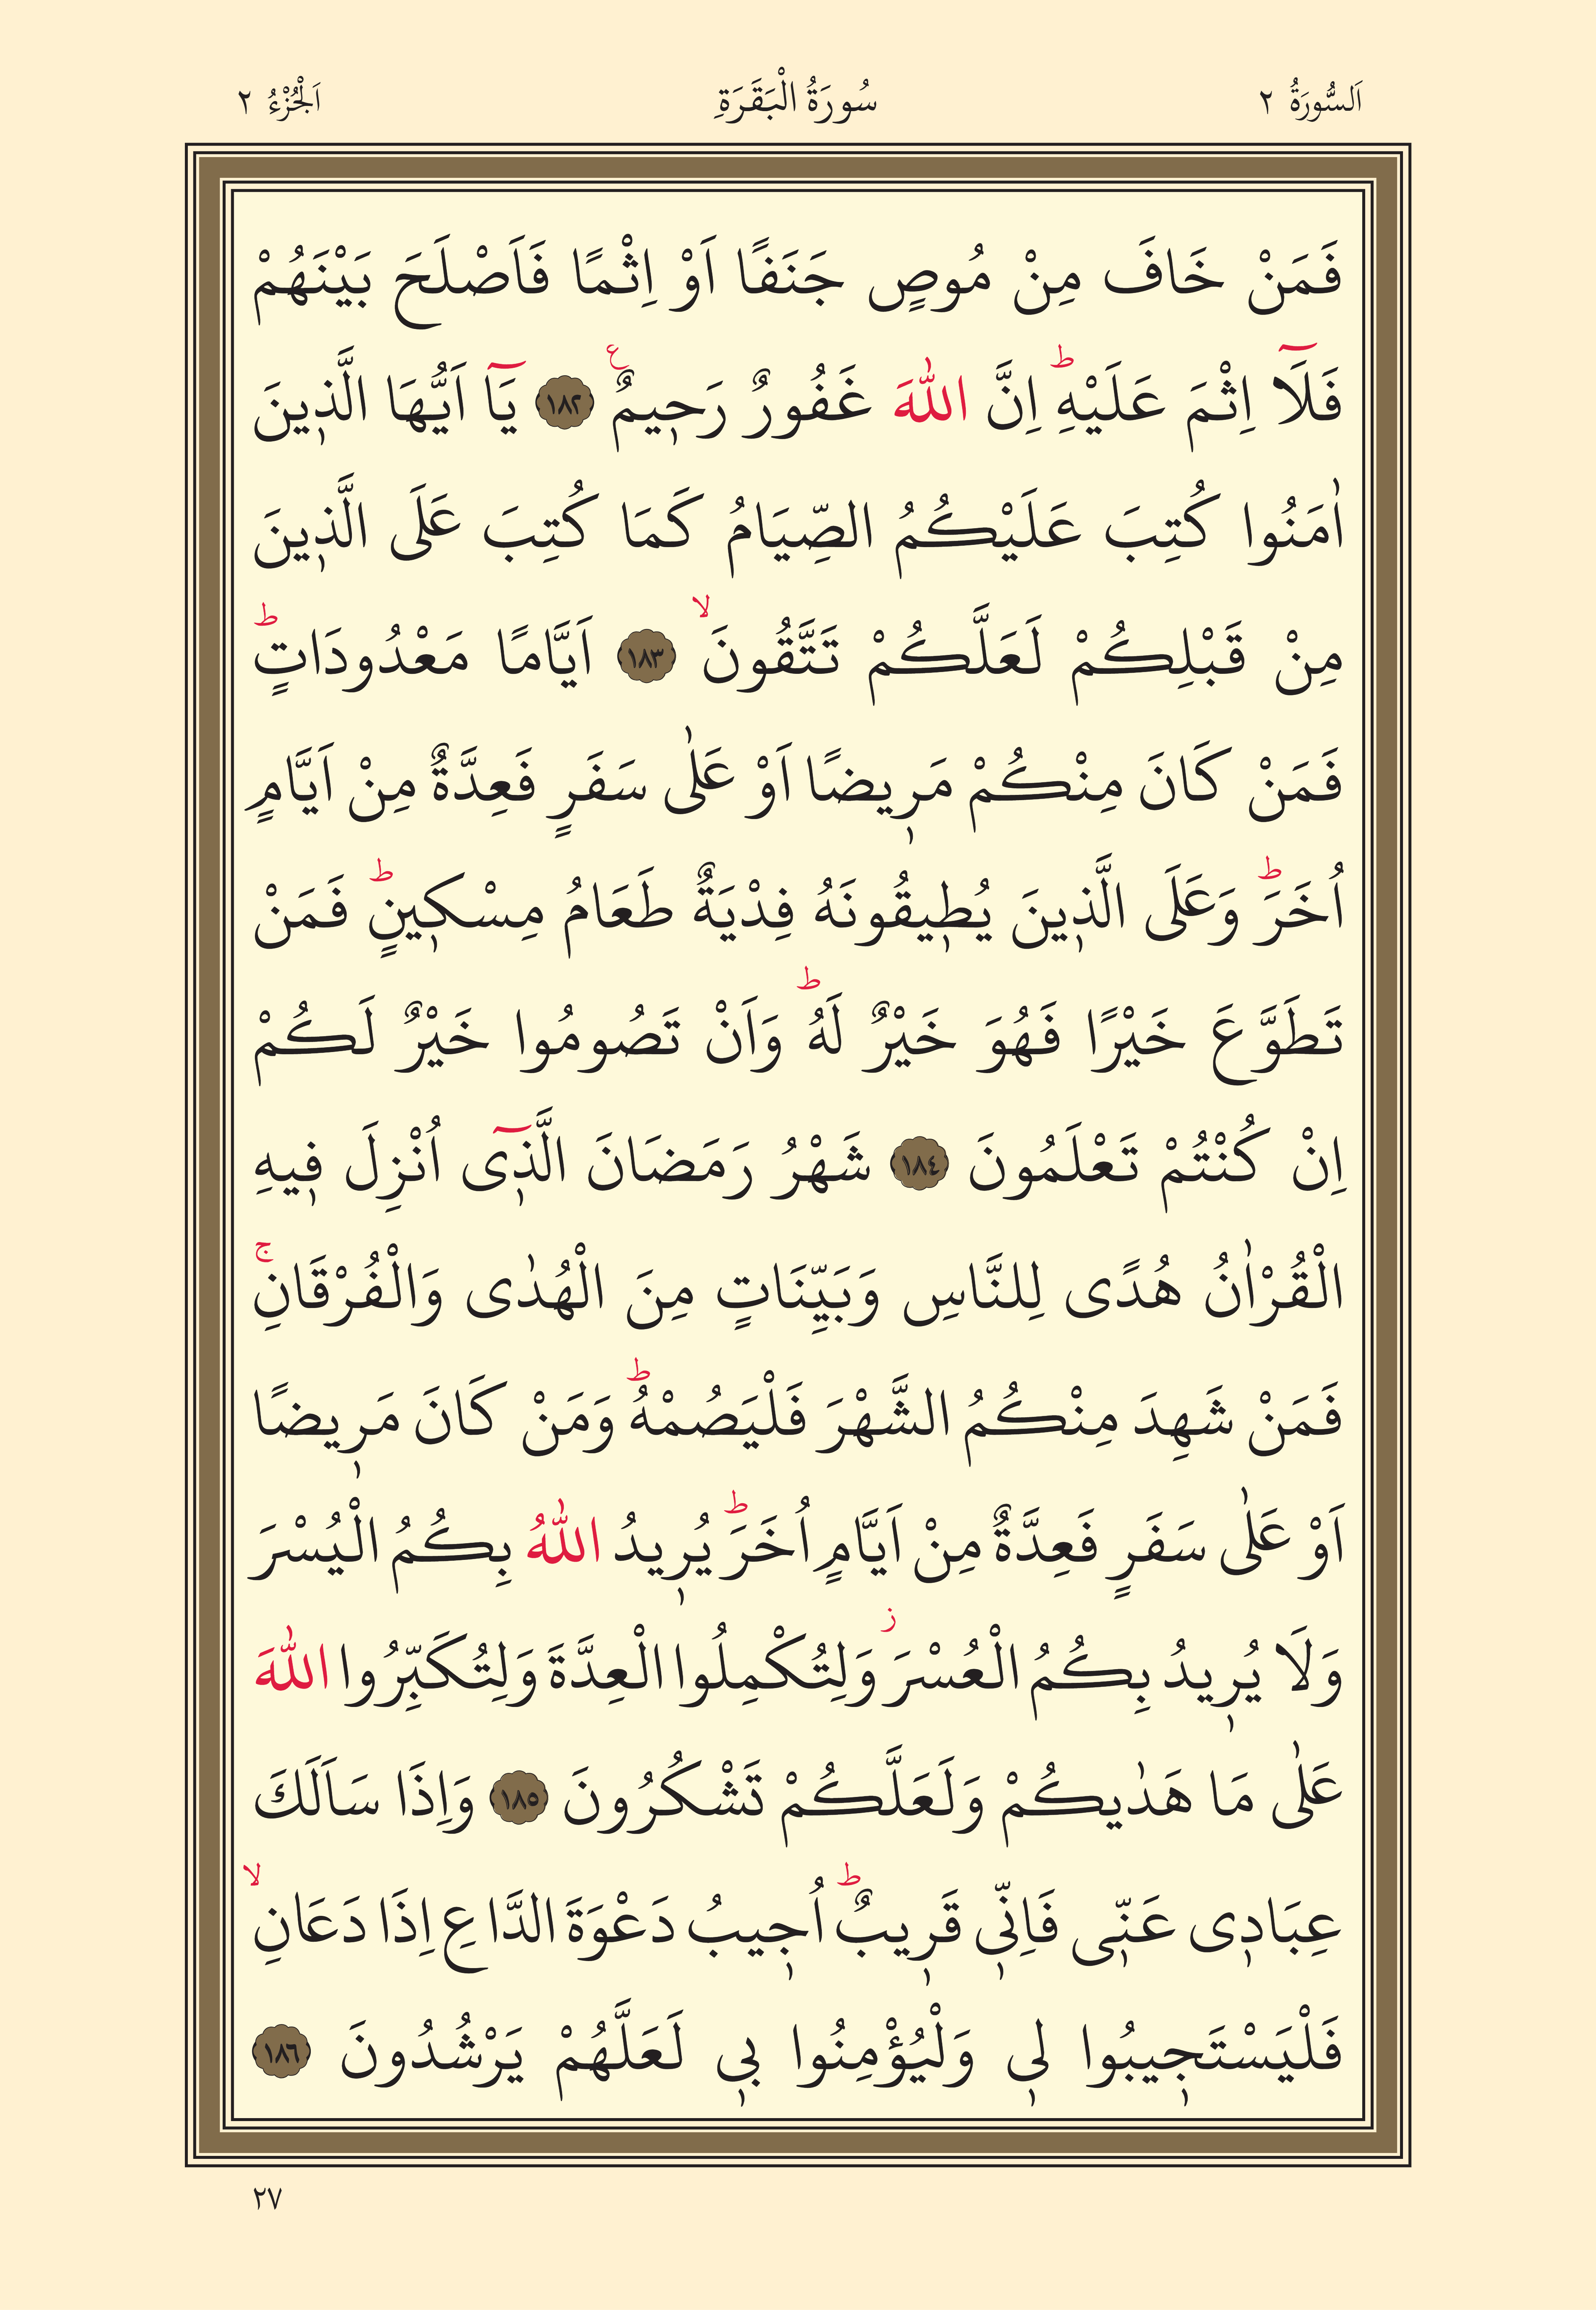 اَلسُّورَةُ ٢ سُورَةُ الْبَقَرَةِ اَلْجُزْءُ ٢
فَمَنْ خَافَ مِنْ مُوصٍ جَنَفًا اَوْ اِثْمًا فَاَصْلَحَ بَيْنَهُمْ
فَلَٓا اِثْمَ عَلَيْهِۜ اِنَّ اللّٰهَ غَفُورٌ رَح۪يمٌ۟ ﴿١٨٢﴾ يَٓا اَيُّهَا الَّذ۪ينَ
اٰمَنُوا كُتِبَ عَلَيْكُمُ الصِّيَامُ كَمَا كُتِبَ عَلَى الَّذ۪ينَ
مِنْ قَبْلِكُمْ لَعَلَّكُمْ تَتَّقُونَۙ ﴿١٨٣﴾ اَيَّامًا مَعْدُودَاتٍۜ
فَمَنْ كَانَ مِنْكُمْ مَر۪يضًا اَوْ عَلٰى سَفَرٍ فَعِدَّةٌ مِنْ اَيَّامٍ
اُخَرَۜ وَعَلَى الَّذ۪ينَ يُط۪يقُونَهُ فِدْيَةٌ طَعَامُ مِسْك۪ينٍۜ فَمَنْ
تَطَوَّعَ خَيْرًا فَهُوَ خَيْرٌ لَهُۜ وَاَنْ تَصُومُوا خَيْرٌ لَكُمْ
اِنْ كُنْتُمْ تَعْلَمُونَ ﴿١٨٤﴾ شَهْرُ رَمَضَانَ الَّذ۪ٓى اُنْزِلَ ف۪يهِ
الْقُرْاٰنُ هُدًى لِلنَّاسِ وَبَيِّنَاتٍ مِنَ الْهُدٰى وَالْفُرْقَانِۚ
فَمَنْ شَهِدَ مِنْكُمُ الشَّهْرَ فَلْيَصُمْهُۜ وَمَنْ كَانَ مَر۪يضًا
اَوْ عَلٰى سَفَرٍ فَعِدَّةٌ مِنْ اَيَّامٍ اُخَرَۜ يُر۪يدُ اللّٰهُ بِكُمُ الْيُسْرَ
وَلَا يُر۪يدُ بِكُمُ الْعُسْرَۘ وَلِتُكْمِلُوا الْعِدَّةَ وَلِتُكَبِّرُوا اللّٰهَ
عَلٰى مَا هَدٰيكُمْ وَلَعَلَّكُمْ تَشْكُرُونَ ﴿١٨٥﴾ وَاِذَا سَاَلَكَ
عِبَاد۪ى عَنّ۪ى فَاِنّ۪ي قَر۪يبٌۜ اُج۪يبُ دَعْوَةَ الدَّاعِ اِذَا دَعَانِۙ
فَلْيَسْتَج۪يبُوا ل۪ي وَلْيُؤْمِنُوا ب۪ي لَعَلَّهُمْ يَرْشُدُونَ ﴿١٨٦﴾
٢٧